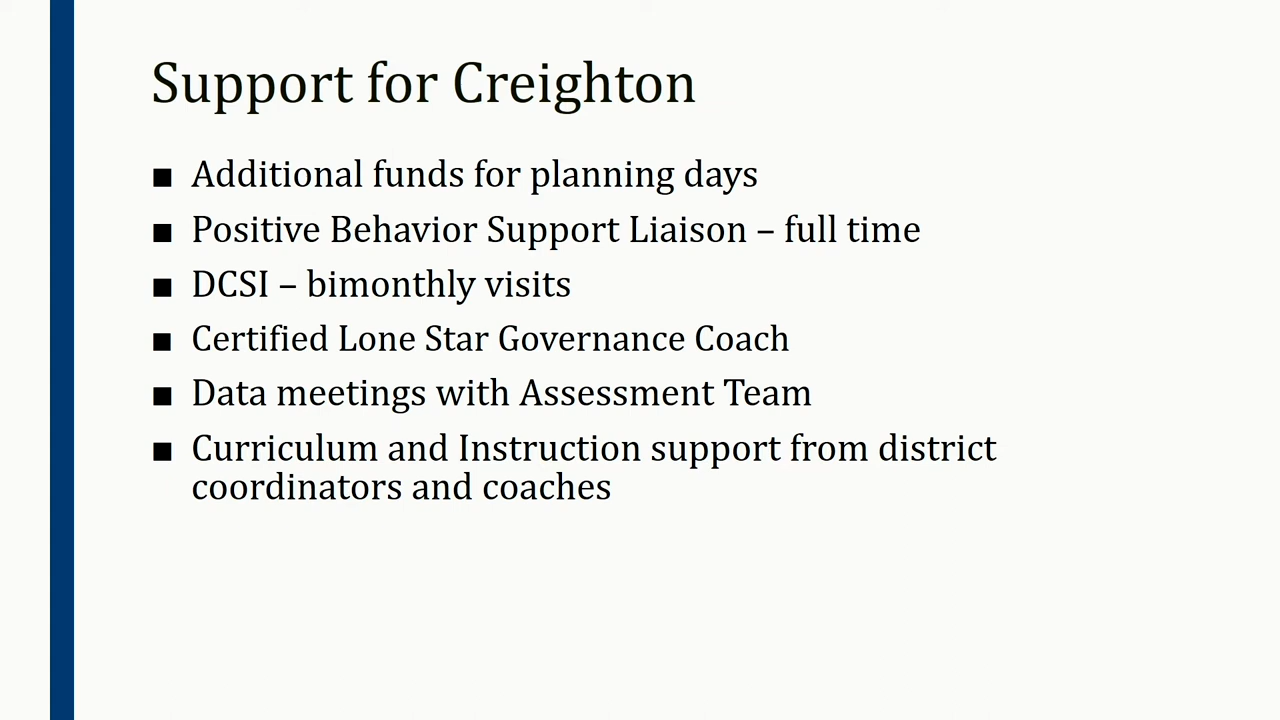 Support for Creighton
■ Additional funds for planning days
■ Positive Behavior Support Liaison – full time
■ DCSI – bimonthly visits
■ Certified Lone Star Governance Coach
■ Data meetings with Assessment Team
■ Curriculum and Instruction support from district
coordinators and coaches